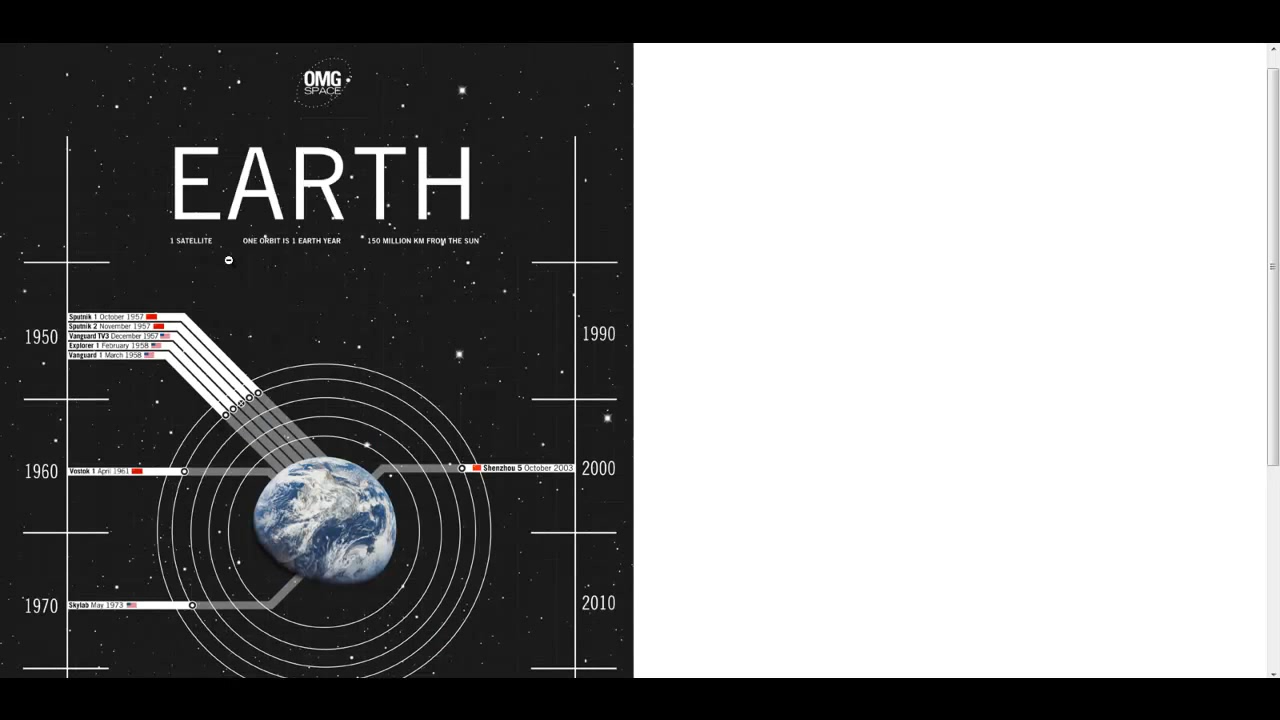 OMG
SPACE
EARTH
1 SATELLITE ONE ORBIT IS 1 EARTH YEAR 150 MILLION KM FROM THE SUN
Sputnik 1 October 1957
Sputnik 2 November 1957
1950
Vanguard TV3 December 1957
1990
Explorer 1 February 1958
Vanguard 1 March 1958
1960
Vostok 1 April 1961
Shenzhou 5 October 2003
2000
1970
Skylab May 1973
2010